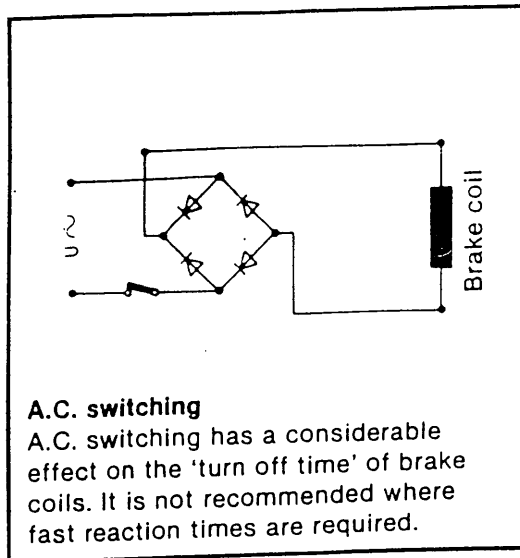 U ~
Brake coil
A.C. switching
A.C. switching has a considerable
effect on the ‘turn off time’ of brake
coils. It is not recommended where
fast reaction times are required.